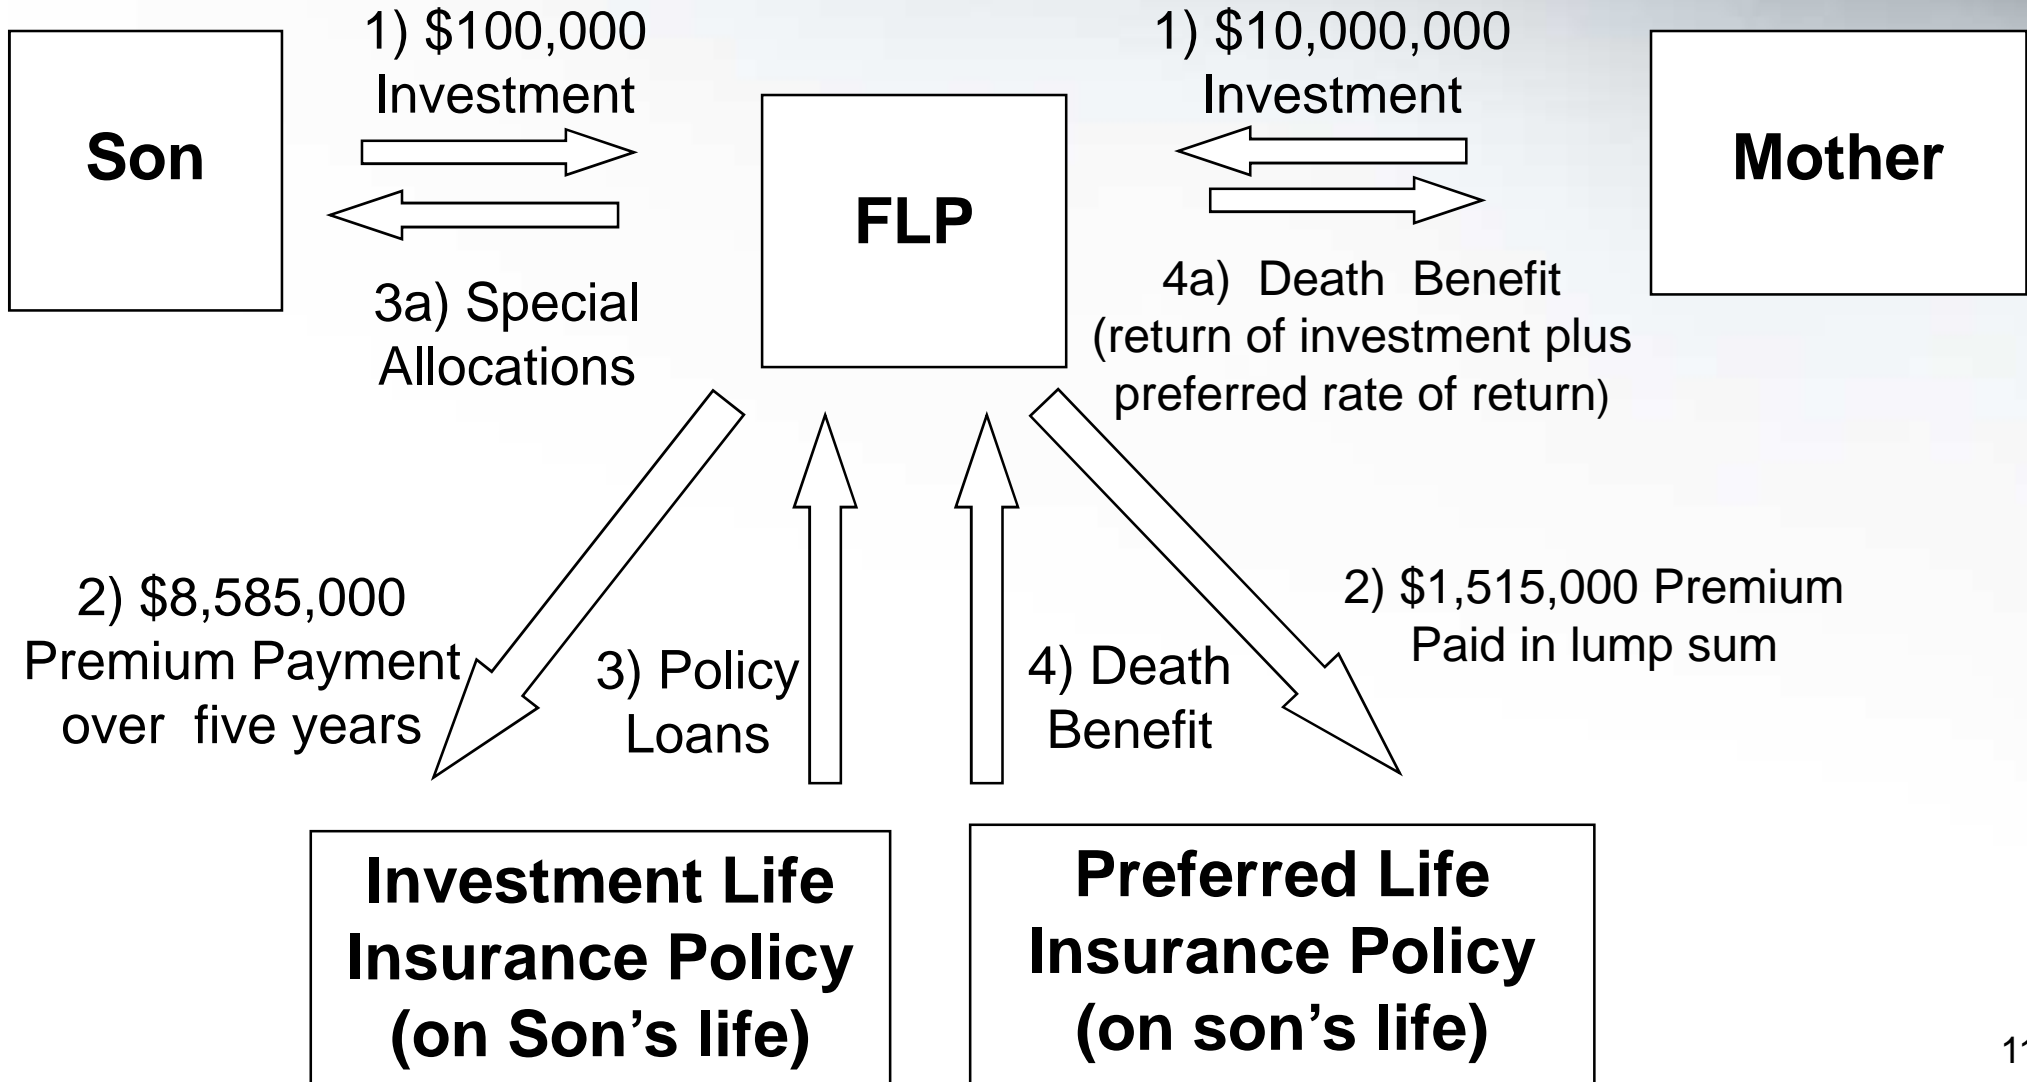 1) $100,000
Investment
1) $10,000,000
Investment
Son
FLP
Mother
3a) Special
Allocations
4a) Death Benefit
(return of investment plus
preferred rate of return)
2) $8,585,000
Premium Payment
over five years
3) Policy
Loans
4) Death
Benefit
2) $1,515,000 Premium
Paid in lump sum
Investment Life
Insurance Policy
(on Son’s life)
Preferred Life
Insurance Policy
(on son’s life)